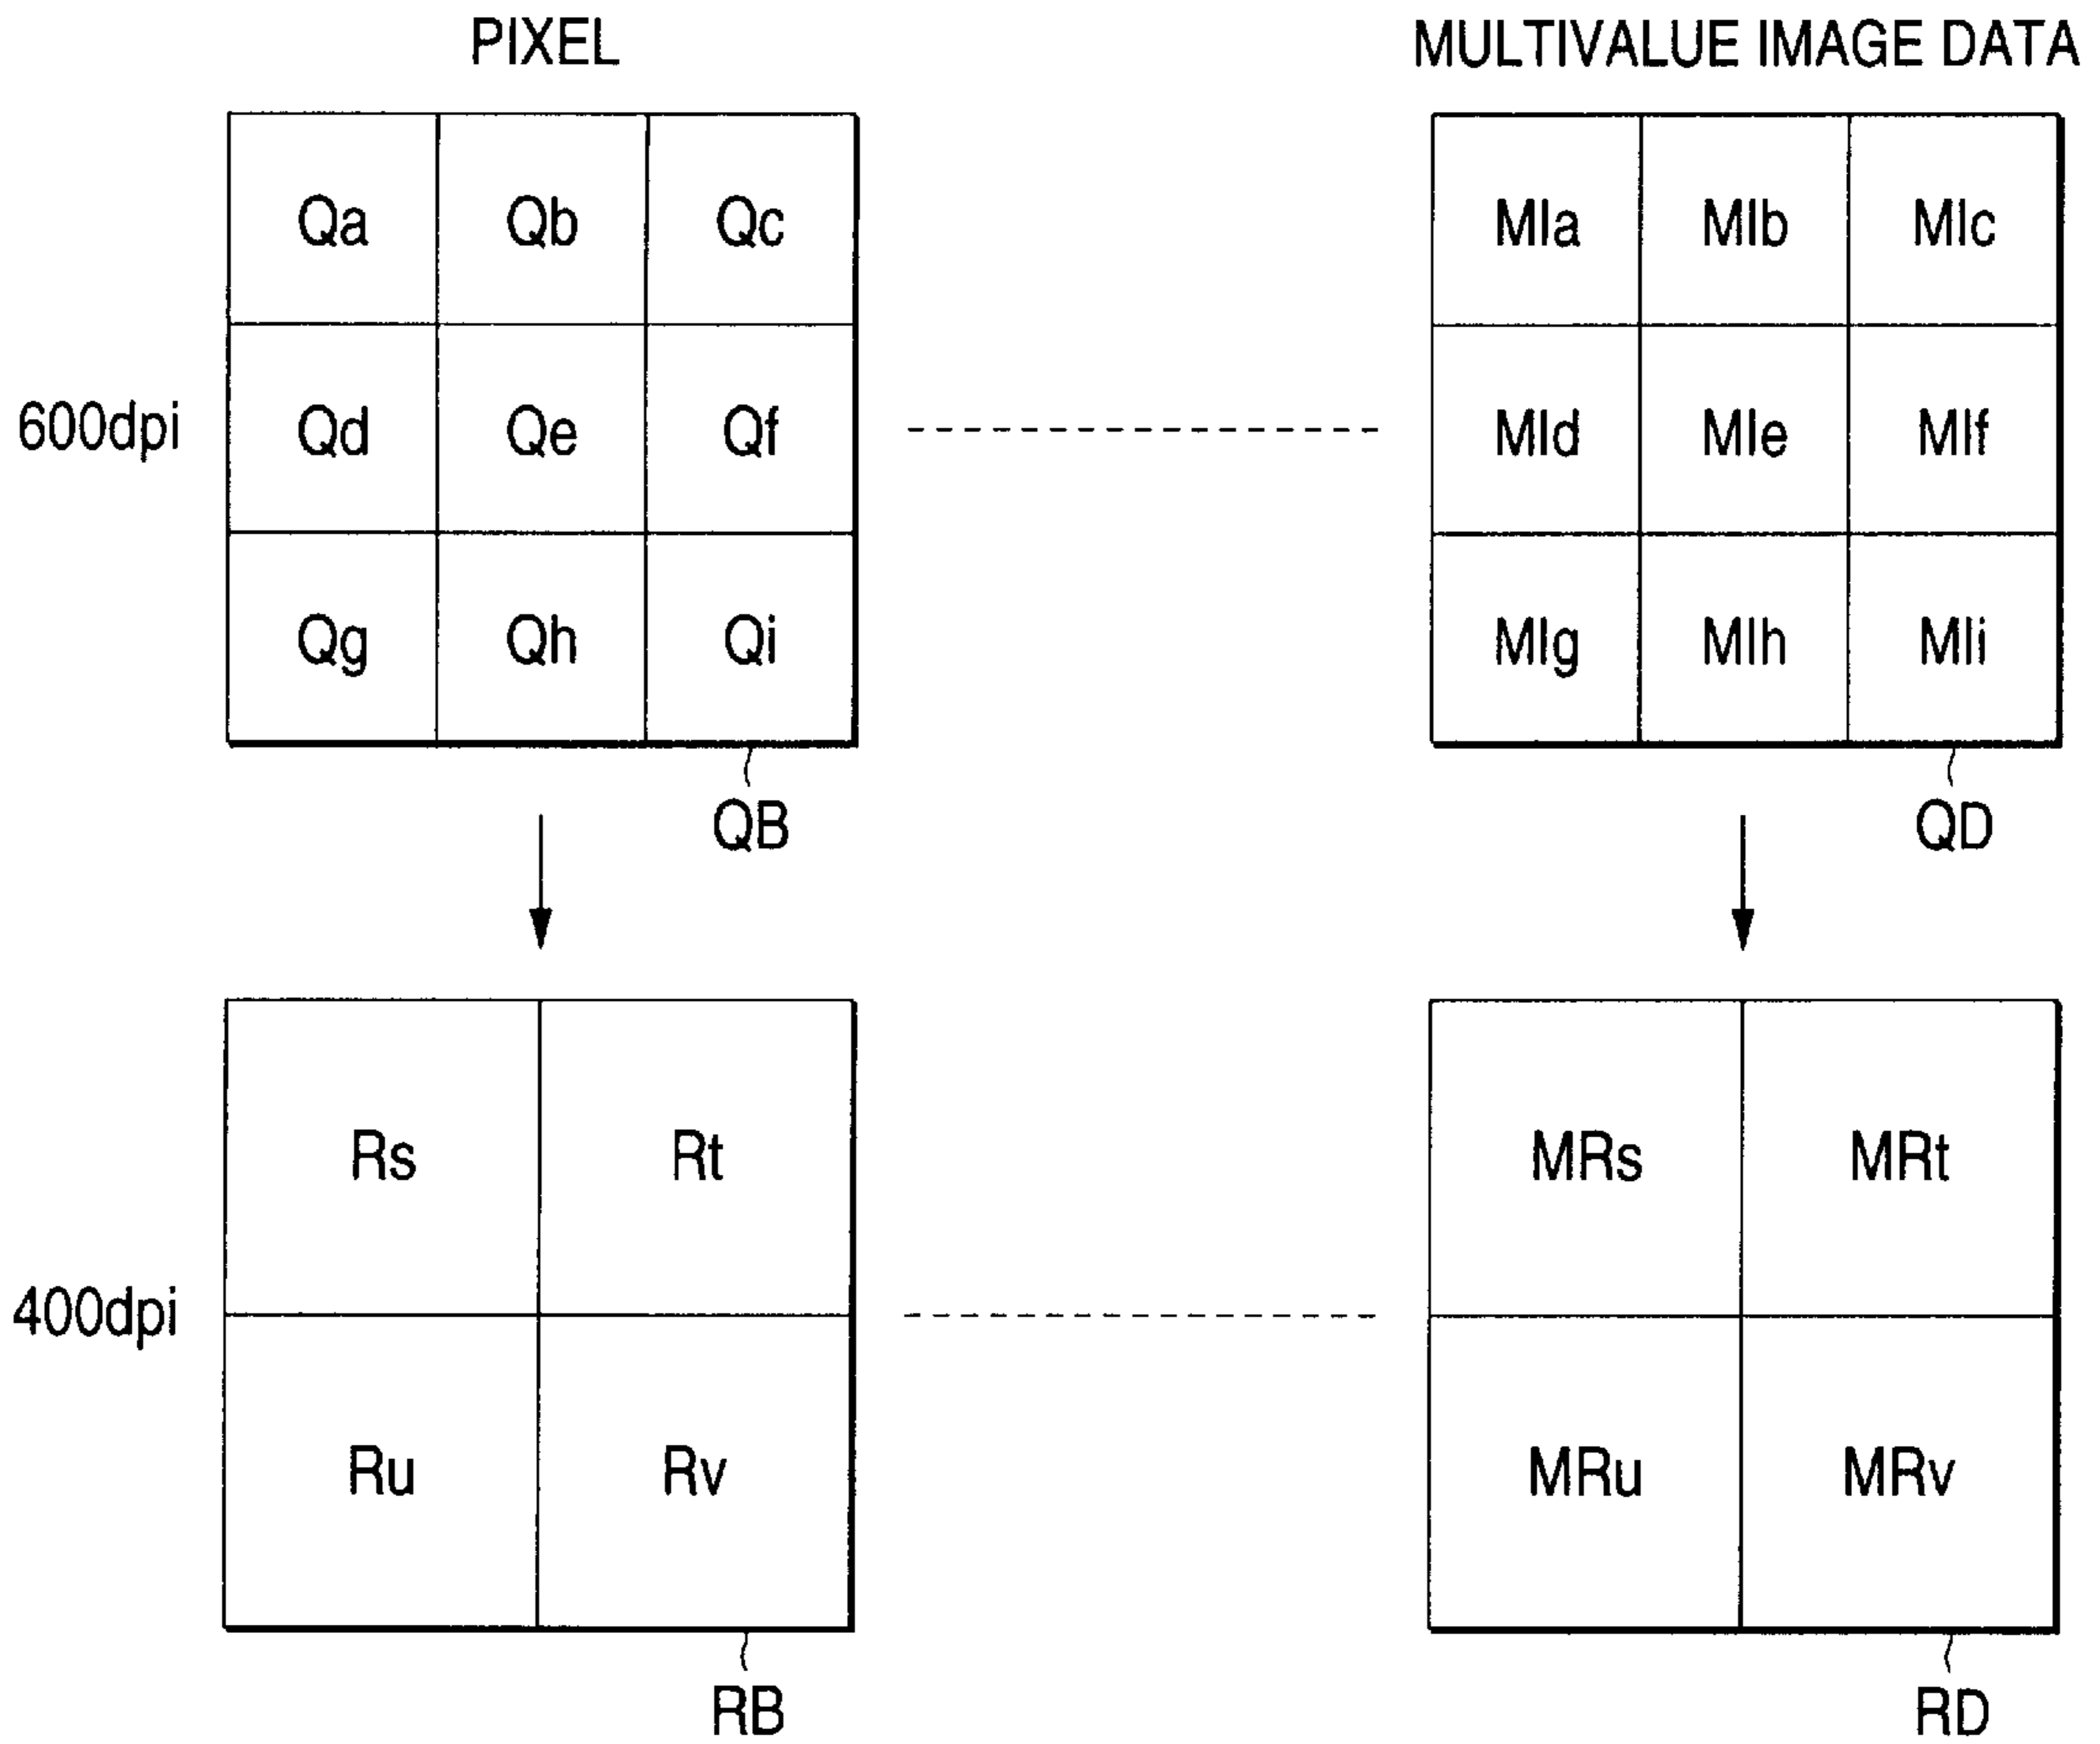 PIXEL
MULTIVALUE IMAGE DATA
Qa Qb Qc
MIa MIb MIc
600dpi
Qd Qe Qf
MId MIe MIf
Qg Qh Qi
MIg MIh MIi
QB
QD
Rs Rt
MRs MRt
400dpi
Ru Rv
MRu MRv
RB
RD